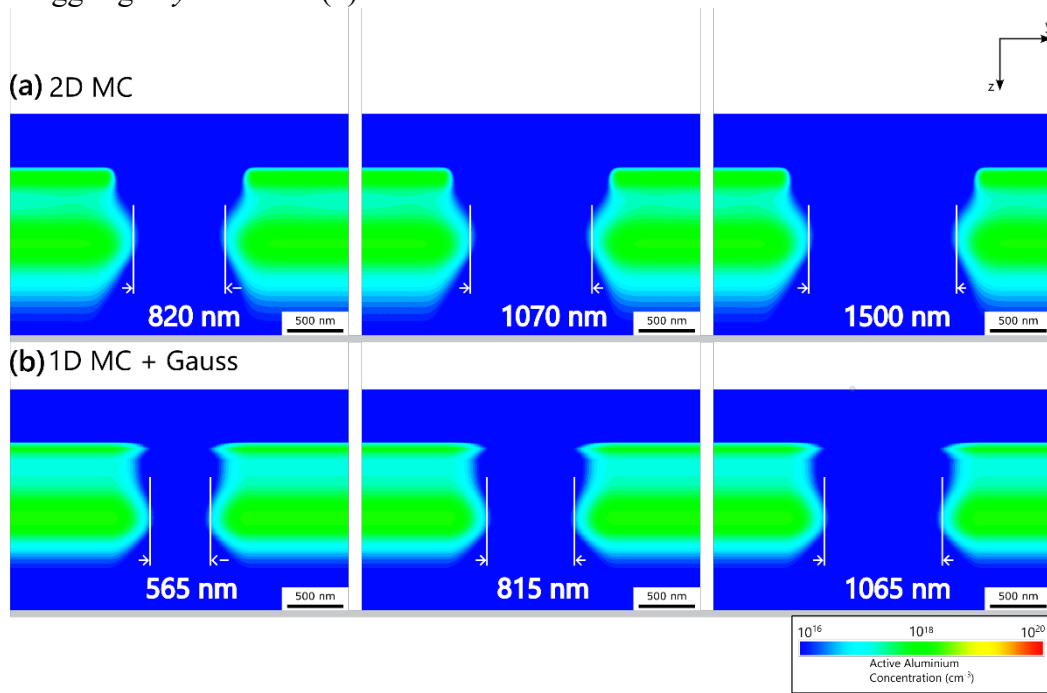 (a) 2D MC
z
820 nm
500 nm
1070 nm
500 nm
1500 nm
500 nm
(b) 1D MC + Gauss
565 nm
500 nm
815 nm
500 nm
1065 nm
500 nm
10¹⁶ 10¹⁸ 10²⁰
Active Aluminium
Concentration (cm⁻³)